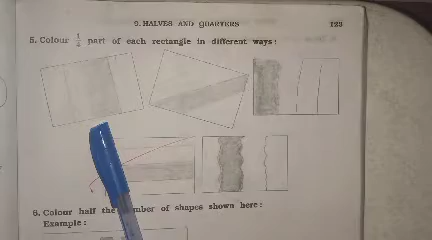 9. HALVES AND QUARTERS 123
5. Colour 1/4 part of each rectangle in different ways:
6. Colour half the number of shapes shown here:
Example: